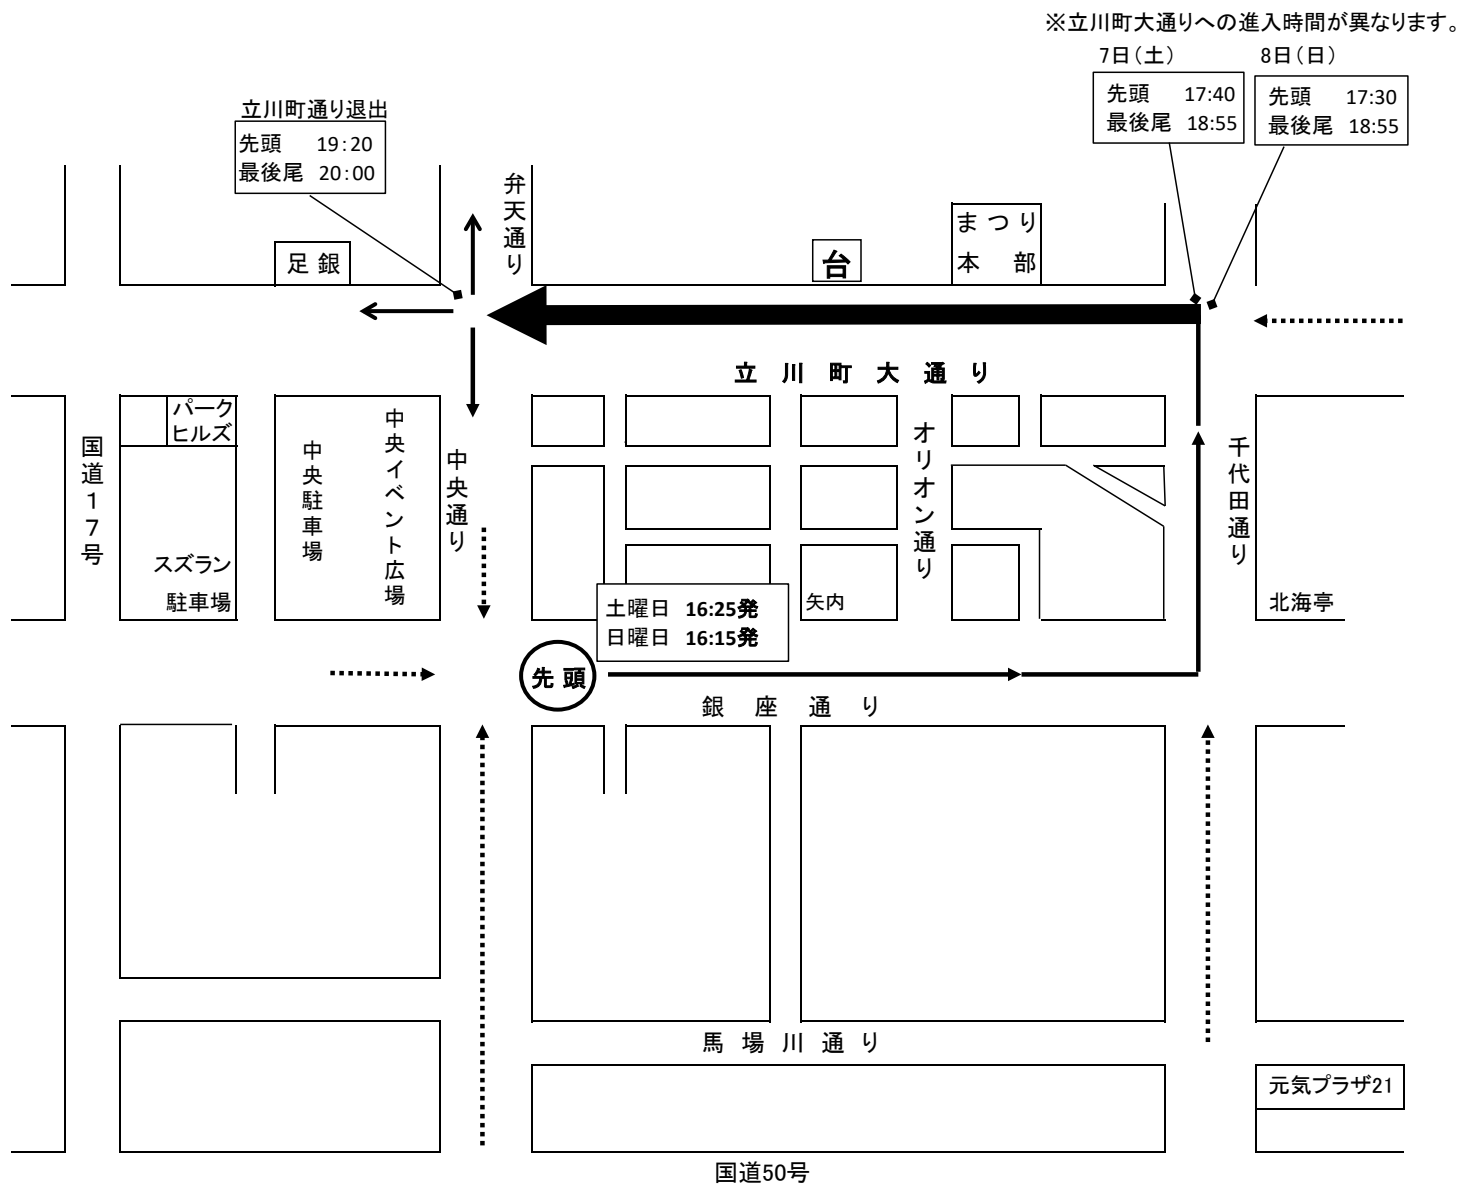 ※立川町大通りへの進入時間が異なります。
7日(土)
8日(日)
先頭 17:40
最後尾 18:55
先頭 17:30
最後尾 18:55
立川町通り退出
先頭 19:20
最後尾 20:00
弁天通り
まつり
本部
足銀
台
立川町大通り
パーク
ヒルズ
国道17号
中央駐車場
中央イベント広場
中央通り
オリオン通り
千代田通り
スズラン
駐車場
土曜日 16:25発
日曜日 16:15発
矢内
北海亭
先頭
銀座通り
馬場川通り
元気プラザ21
国道50号